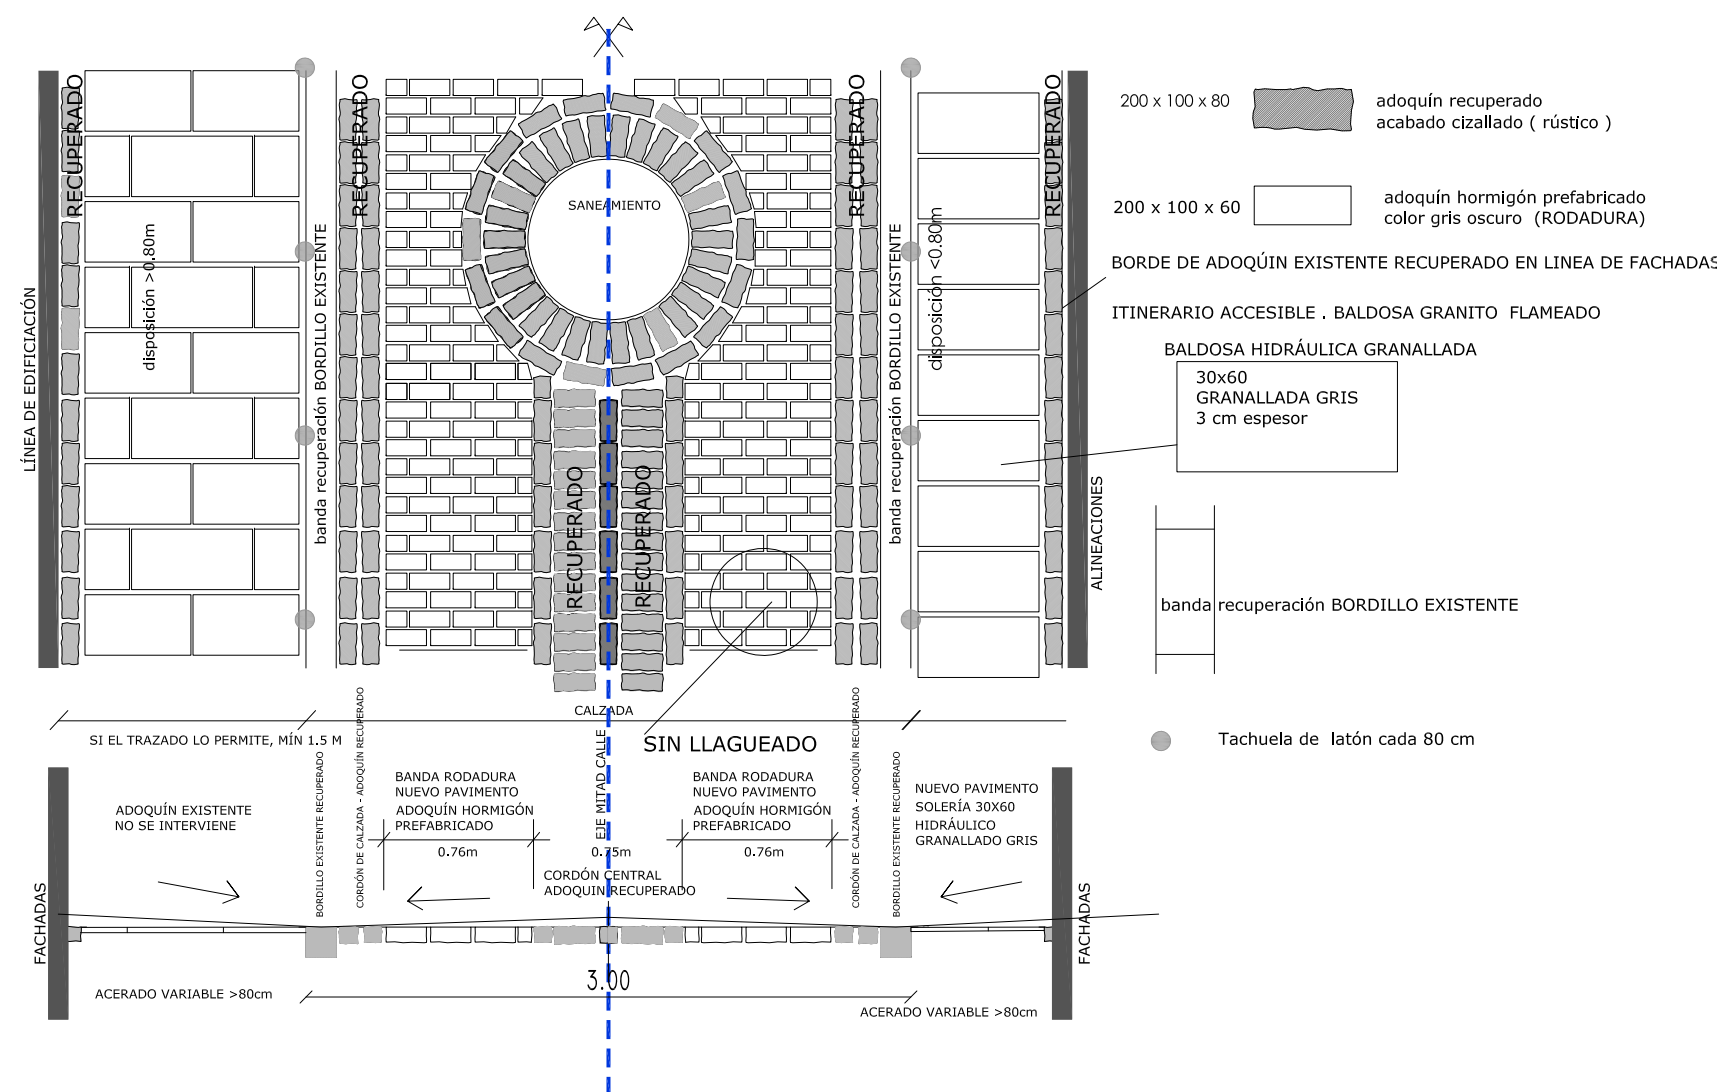 RECUPERADO
RECUPERADO
RECUPERADO
RECUPERADO
SANEAMIENTO
LÍNEA DE EDIFICIACIÓN
disposición >0.80m
banda recuperación BORDILLO EXISTENTE
banda recuperación BORDILLO EXISTENTE
disposición <0.80m
RECUPERADO
RECUPERADO
ALINEACIONES
200 x 100 x 80
adoquín recuperado
acabado cizallado ( rústico )
200 x 100 x 60
adoquín hormigón prefabricado
color gris oscuro (RODADURA)
BORDE DE ADOQÚIN EXISTENTE RECUPERADO EN LINEA DE FACHADAS
ITINERARIO ACCESIBLE . BALDOSA GRANITO FLAMEADO
BALDOSA HIDRÁULICA GRANALLADA
30x60
GRANALLADA GRIS
3 cm espesor
banda recuperación BORDILLO EXISTENTE
Tachuela de latón cada 80 cm
CALZADA
SI EL TRAZADO LO PERMITE, MÍN 1.5 M
SIN LLAGUEADO
ADOQUÍN EXISTENTE
NO SE INTERVIENE
BORDILLO EXISTENTE RECUPERADO
CORDÓN DE CALZADA - ADOQUÍN RECUPERADO
BANDA RODADURA
NUEVO PAVIMENTO
ADOQUÍN HORMIGÓN
PREFABRICADO
0.76m
EJE MITAD CALLE
0.75m
CORDÓN CENTRAL
ADOQUIN RECUPERADO
BANDA RODADURA
NUEVO PAVIMENTO
ADOQUÍN HORMIGÓN
PREFABRICADO
0.76m
CORDÓN DE CALZADA - ADOQUÍN RECUPERADO
BORDILLO EXISTENTE RECUPERADO
NUEVO PAVIMENTO
SOLERÍA 30X60
HIDRÁULICO
GRANALLADO GRIS
FACHADAS
FACHADAS
3.00
ACERADO VARIABLE >80cm
ACERADO VARIABLE >80cm